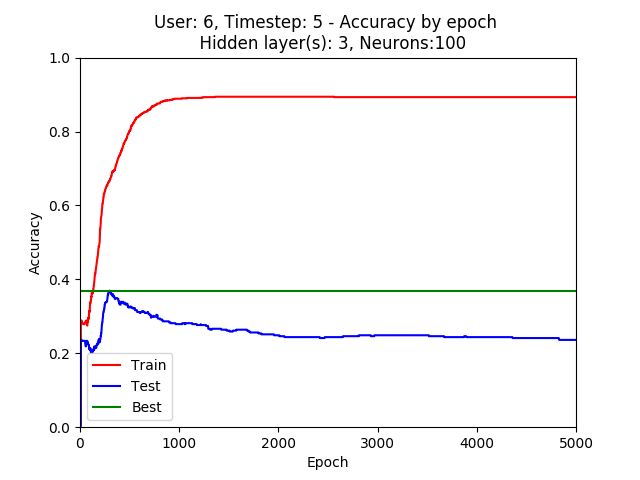 User: 6, Timestep: 5 - Accuracy by epoch
Hidden layer(s): 3, Neurons:100
1.0
0.8
0.6
0.4
0.2
0.0
Accuracy
Train
Test
Best
0 1000 2000 3000 4000 5000
Epoch